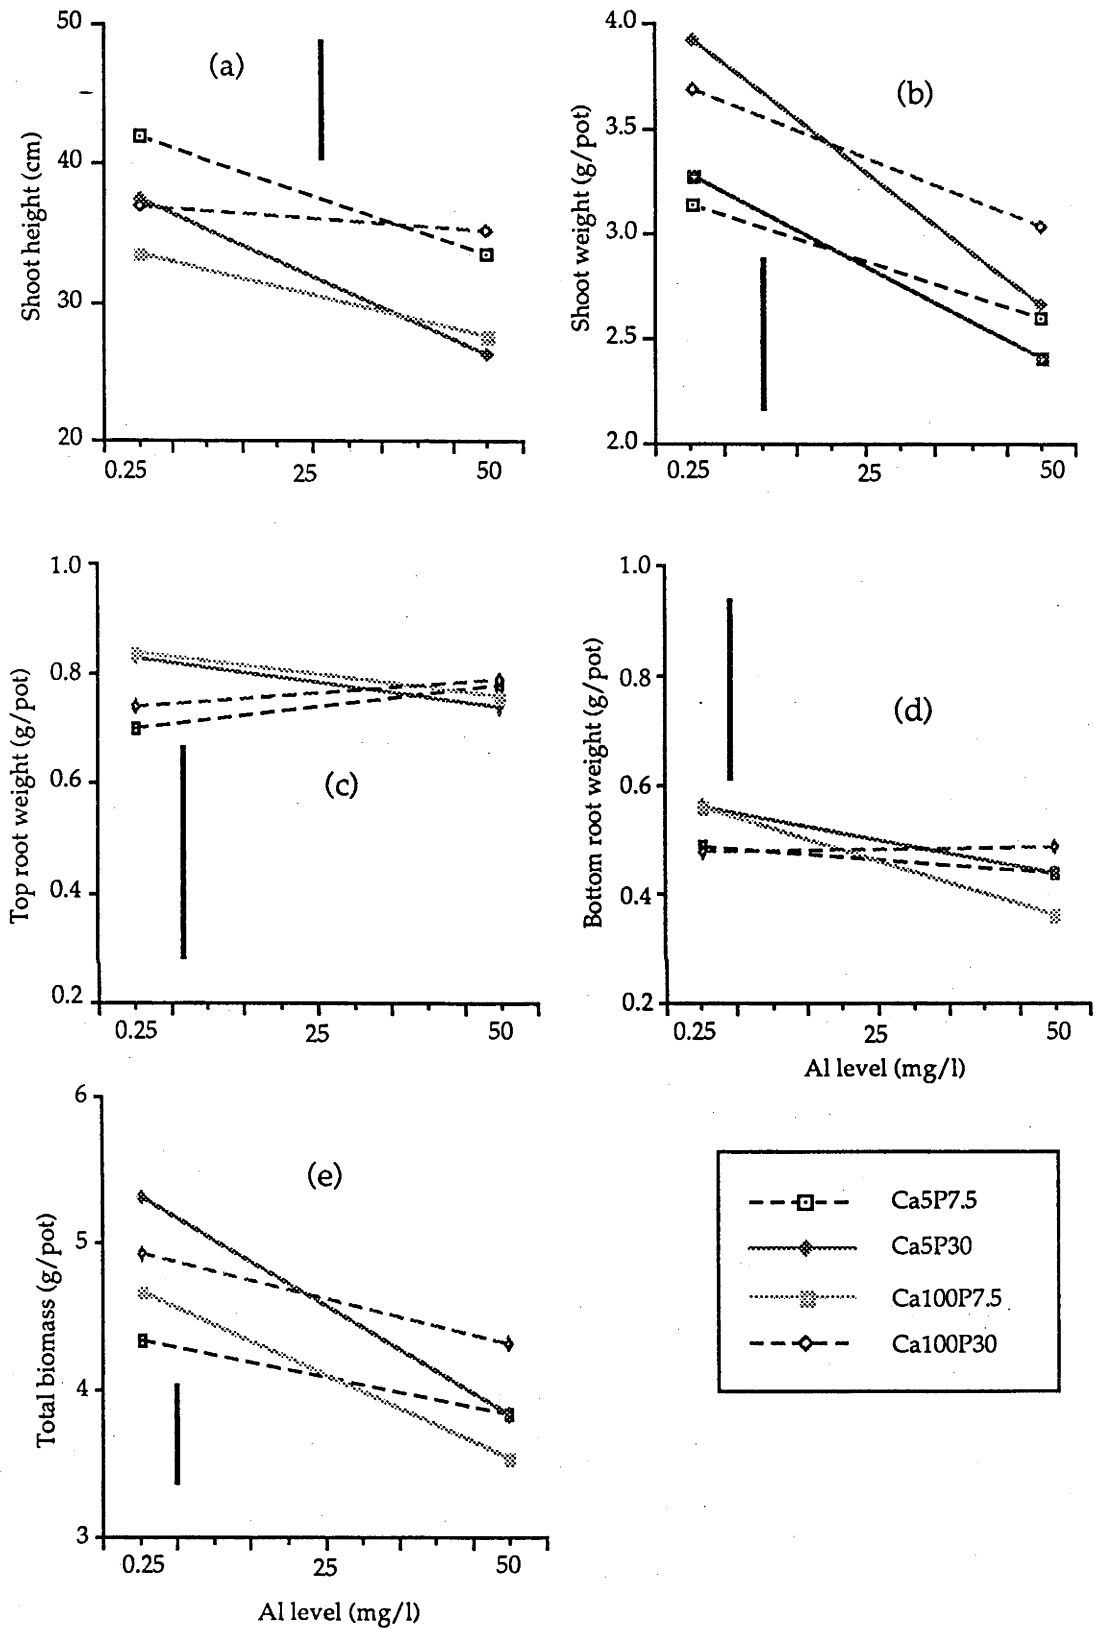 50
40
30
20
Shoot height (cm)
(a)
0.25 25 50
4.0
3.5
3.0
2.5
2.0
Shoot weight (g/pot)
(b)
0.25 25 50
1.0
0.8
0.6
0.4
0.2
Top root weight (g/pot)
(c)
0.25 25 50
1.0
0.8
0.6
0.4
0.2
Bottom root weight (g/pot)
(d)
0.25 25 50
Al level (mg/l)
6
5
4
3
Total biomass (g/pot)
(e)
0.25 25 50
Al level (mg/l)
Ca5P7.5
Ca5P30
Ca100P7.5
Ca100P30